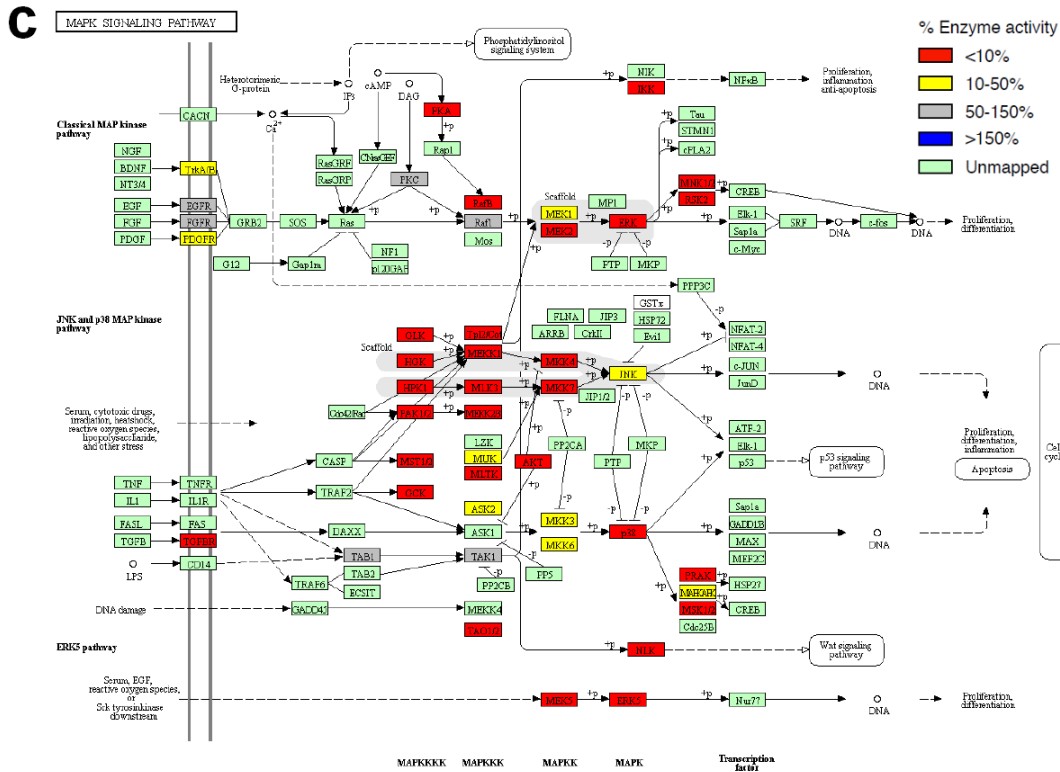 C
MAPK SIGNALING PATHWAY
% Enzyme activity
<10%
10-50%
50-150%
>150%
Unmapped
Phosphatidylinositol
signaling system
Heterotrimeric
G-protein
IP3
cAMP
DAG
Ca2+
CACN
PKA
+p
Rap1
NIK
IKK
+p
NFκB
Proliferation,
inflammation
anti-apoptosis
Classical MAP kinase
pathway
NGF
BDNF
NT3/4
TrkA/B
EGF
EGFR
FGF
FGFR
PDGF
PDGFR
GRB2
SOS
Ras
RasGRF
RasGRP
CNasGEF
PKC
RafB
Raf1
Mos
G12
Gap1m
NF1
p120GAP
Scaffold
MEK1
MEK2
MP1
ERK
PTP
MKP
Tau
STMN1
cPLA2
MNK1/2
RSK2
CREB
Elk-1
Sap1a
c-Myc
SRF
DNA
c-fos
DNA
Proliferation,
differentiation
PPP3C
JNK and p38 MAP kinase
pathway
Scaffold
GLK
HGK
HPK1
PAK1/2
MST1/2
GCK
Tpl2/Cot
MEKK1
MLK3
MEKK2/3
LZK
MUK
MLTK
ASK2
ASK1
TAK1
FLNA
JIP3
ARRB
CrkII
MKK4
MKK7
JIP1/2
GSTπ
HSP72
Evi1
JNK
NFAT-2
NFAT-4
c-JUN
JunD
DNA
ATF-2
Elk-1
p53
p53 signaling
pathway
Proliferation,
differentiation,
inflammation
Apoptosis
Cell
cycl
Serum, cytotoxic drugs,
irradiation, heatshock,
reactive oxygen species,
lipopolysaccharide,
and other stress
Cdc42/Rac
CASP
TRAF2
AKT
PP2CA
MKP
PTP
TNF
TNFR
IL1
IL1R
FASL
FAS
TGFB
TGFBR
LPS
CD14
DAXX
TAB1
TAB2
TRAF6
ECSIT
PP2CB
PP5
MKK3
MKK6
p38
Sap1a
GADD153
MAX
MEF2C
DNA
PRAK
MAPKAPK
MSK1/2
Cdc25B
HSP27
CREB
DNA damage
GADD45
MEKK4
TAO1/2
ERK5 pathway
NLK
Wnt signaling
pathway
Serum, EGF,
reactive oxygen species,
or
Sck tyrosinkinase
downstream
MEK5
+p
ERK5
+p
Nur77
DNA
Proliferation,
differentiation
MAPKKKK
MAPKKK
MAPKK
MAPK
Transcription
factor